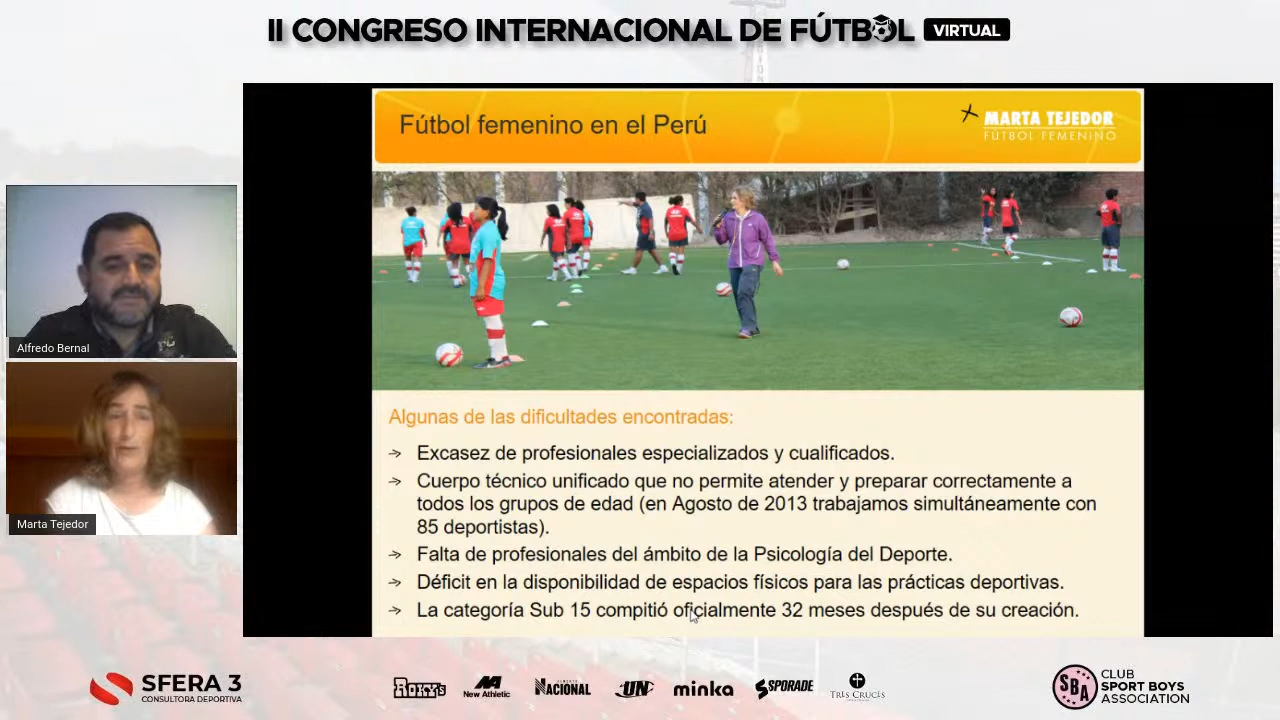 II CONGRESO INTERNACIONAL DE FÚTBOL VIRTUAL
Fútbol femenino en el Perú
MARTA TEJEDOR
FÚTBOL FEMENINO
Alfredo Bernal
Marta Tejedor
Algunas de las dificultades encontradas:
Excasez de profesionales especializados y cualificados.
Cuerpo técnico unificado que no permite atender y preparar correctamente a
todos los grupos de edad (en Agosto de 2013 trabajamos simultáneamente con
85 deportistas).
Falta de profesionales del ámbito de la Psicología del Deporte.
Déficit en la disponibilidad de espacios físicos para las prácticas deportivas.
La categoría Sub 15 compitió oficialmente 32 meses después de su creación.
SFERA 3
CONSULTORA DEPORTIVA
ROKY'S
New Athletic
NACIONAL
UN
minka
SPORADE
TRES CRUCES
SBA
CLUB
SPORT BOYS
ASSOCIATION